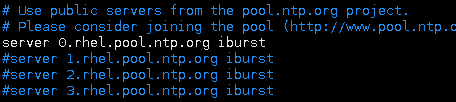 # Use public servers from the pool.ntp.org project.
# Please consider joining the pool (http://www.pool.ntp.o
server 0.rhel.pool.ntp.org iburst
#server 1.rhel.pool.ntp.org iburst
#server 2.rhel.pool.ntp.org iburst
#server 3.rhel.pool.ntp.org iburst